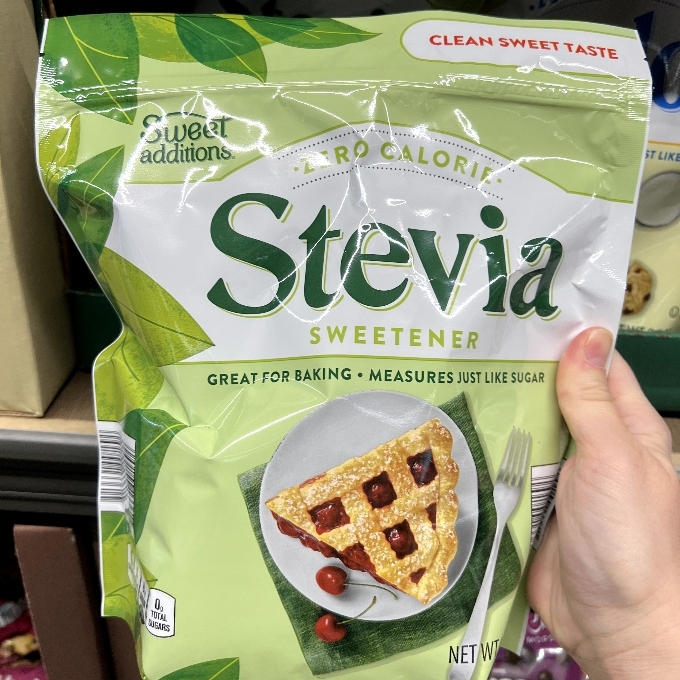 CLEAN SWEET TASTE
Sweet
additions
ZERO CALORIE
Stevia
SWEETENER
GREAT FOR BAKING • MEASURES JUST LIKE SUGAR
0g
TOTAL
SUGARS
NET WT